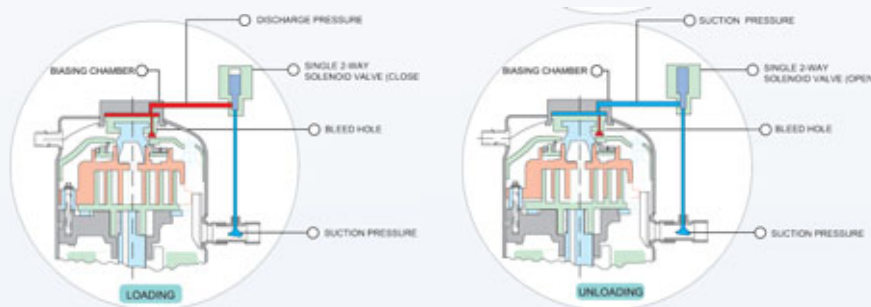 DISCHARGE PRESSURE
BIASING CHAMBER
SINGLE 2-WAY
SOLENOID VALVE (CLOSE
BLEED HOLE
SUCTION PRESSURE
LOADING
SUCTION PRESSURE
BIASING CHAMBER
SINGLE 2-WAY
SOLENOID VALVE (OPEN
BLEED HOLE
SUCTION PRESSURE
UNLOADING